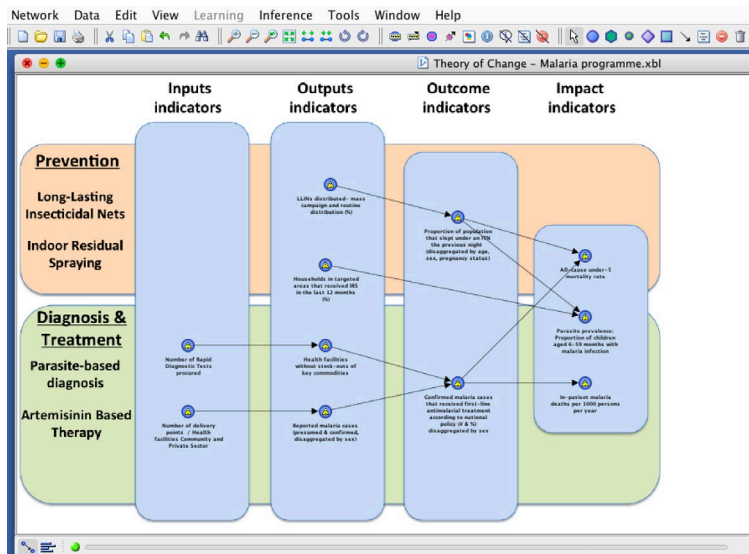 Network Data Edit View Learning Inference Tools Window Help
Theory of Change - Malaria programme.xbl
Inputs
indicators
Outputs
indicators
Outcome
indicators
Impact
indicators
Prevention
Long-Lasting
Insecticidal Nets
Indoor Residual
Spraying
LLINs distributed- mass
campaign and routine
distribution (%)
Proportion of population
that slept under an ITN
the previous night
(disaggregated by age,
sex, pregnancy status)
Households in targeted
areas that received IRS
in the last 12 months
(%)
All-cause under-5
mortality rate
Diagnosis &
Treatment
Parasite-based
diagnosis
Artemisinin Based
Therapy
Number of Rapid
Diagnostic Tests
procured
Health facilities
without stock-outs of
key commodities
Parasite prevalence:
Proportion of children
aged 6-59 months with
malaria infection
Number of delivery
points / Health
Facilities Community and
Private Sector
Reported malaria cases
(presumed & confirmed,
disaggregated by sex)
Confirmed malaria cases
that received first-line
antimalarial treatment
according to national
policy (# & %)
disaggregated by sex
In-patient malaria
deaths per 1000 persons
per year